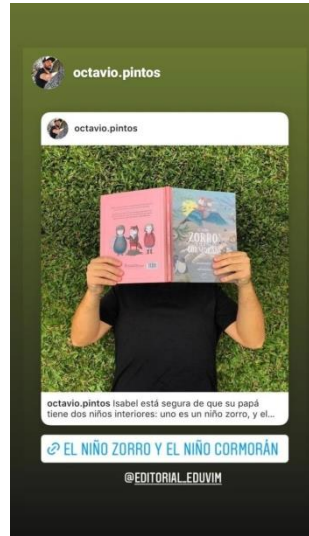 octavio.pintos
octavio.pintos
ZORRO
CORMORÁN
octavio.pintos Isabel está segura de que su papá
tiene dos niños interiores: uno es un niño zorro, y el...
EL NIÑO ZORRO Y EL NIÑO CORMORÁN
@EDITORIAL_EDUVIM